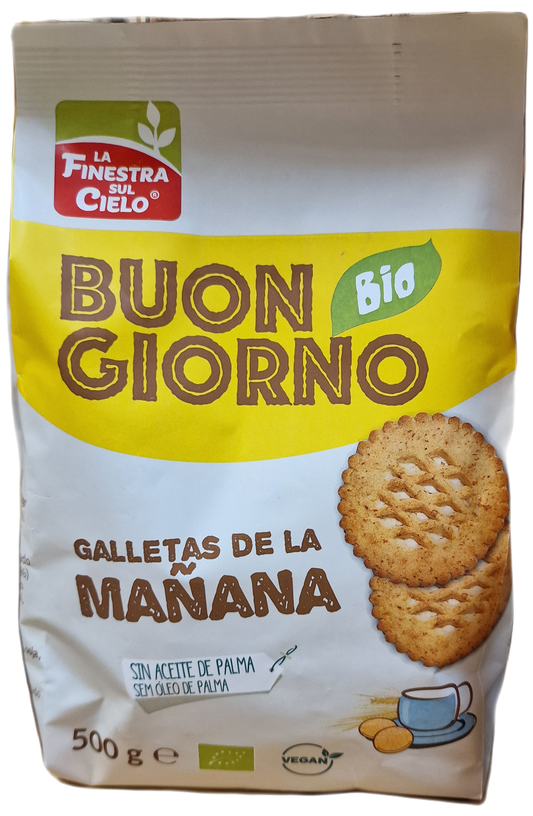 LA
FINESTRA
SUL
CIELO®
BUON
Bio
GIORNO
GALLETAS DE LA
MAÑANA
SIN ACEITE DE PALMA
SEM ÓLEO DE PALMA
500 g ℮
VEGAN